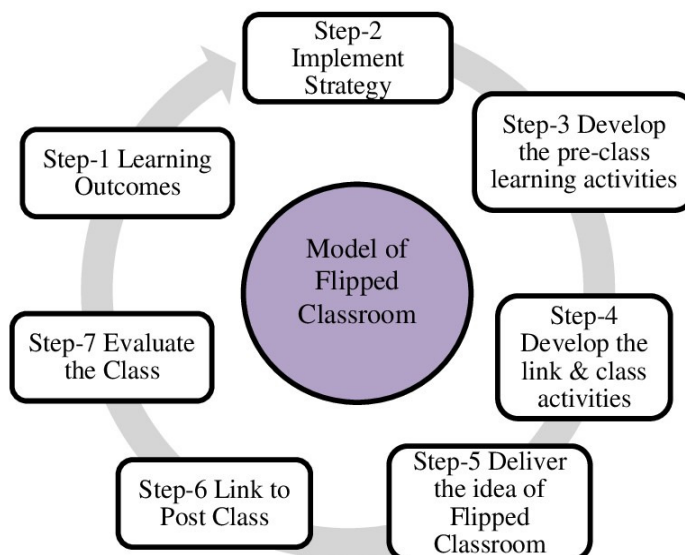 Step-2
Implement
Strategy
Step-3 Develop
the pre-class
learning activities
Step-1 Learning
Outcomes
Model of
Flipped
Classroom
Step-4
Develop the
link & class
activities
Step-7 Evaluate
the Class
Step-5 Deliver
the idea of
Flipped
Classroom
Step-6 Link to
Post Class